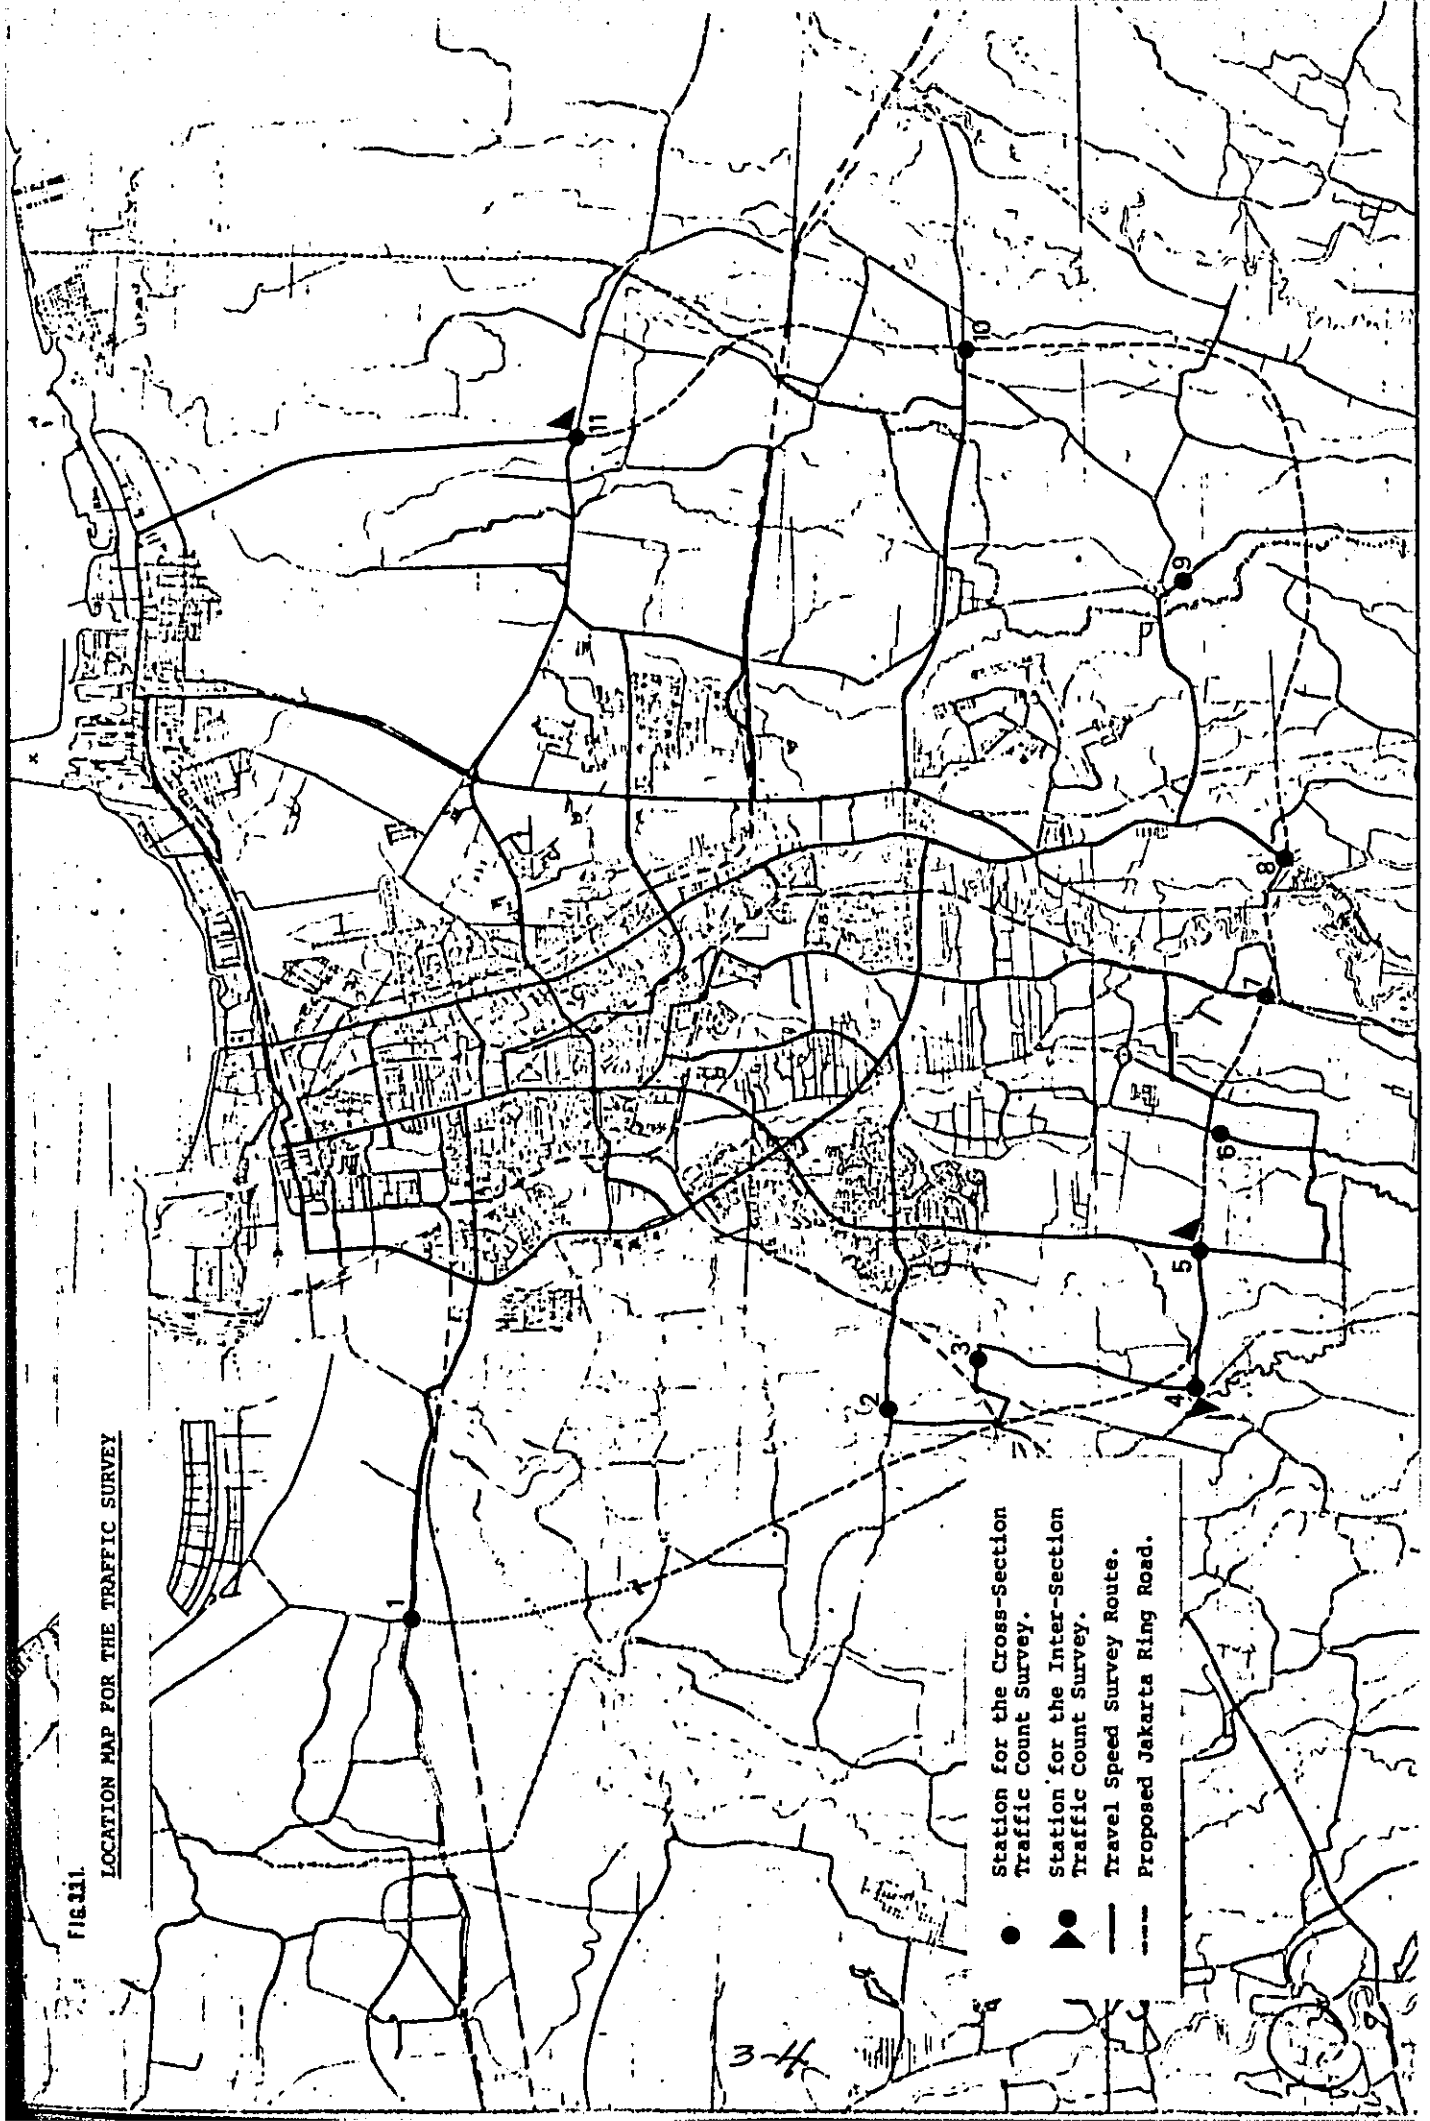 FIG.3.1.1.
LOCATION MAP FOR THE TRAFFIC SURVEY
1
2
3
4
5
6
7
8
9
10
11
Station for the Cross-Section
Traffic Count Survey.
Station for the Inter-Section
Traffic Count Survey.
Travel Speed Survey Route.
Proposed Jakarta Ring Road.
3-4